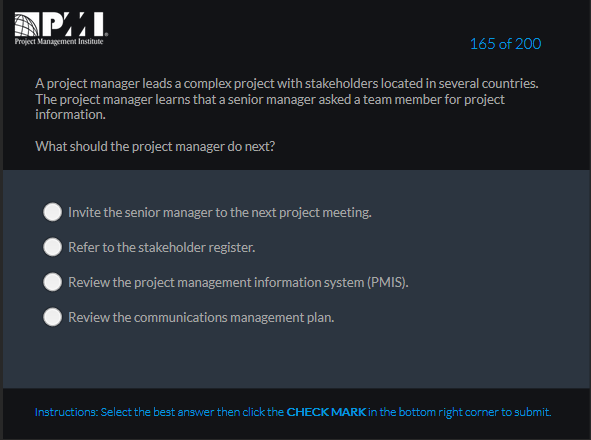 PMI
Project Management Institute
165 of 200
A project manager leads a complex project with stakeholders located in several countries.
The project manager learns that a senior manager asked a team member for project
information.
What should the project manager do next?
Invite the senior manager to the next project meeting.
Refer to the stakeholder register.
Review the project management information system (PMIS).
Review the communications management plan.
Instructions: Select the best answer then click the CHECK MARK in the bottom right corner to submit.